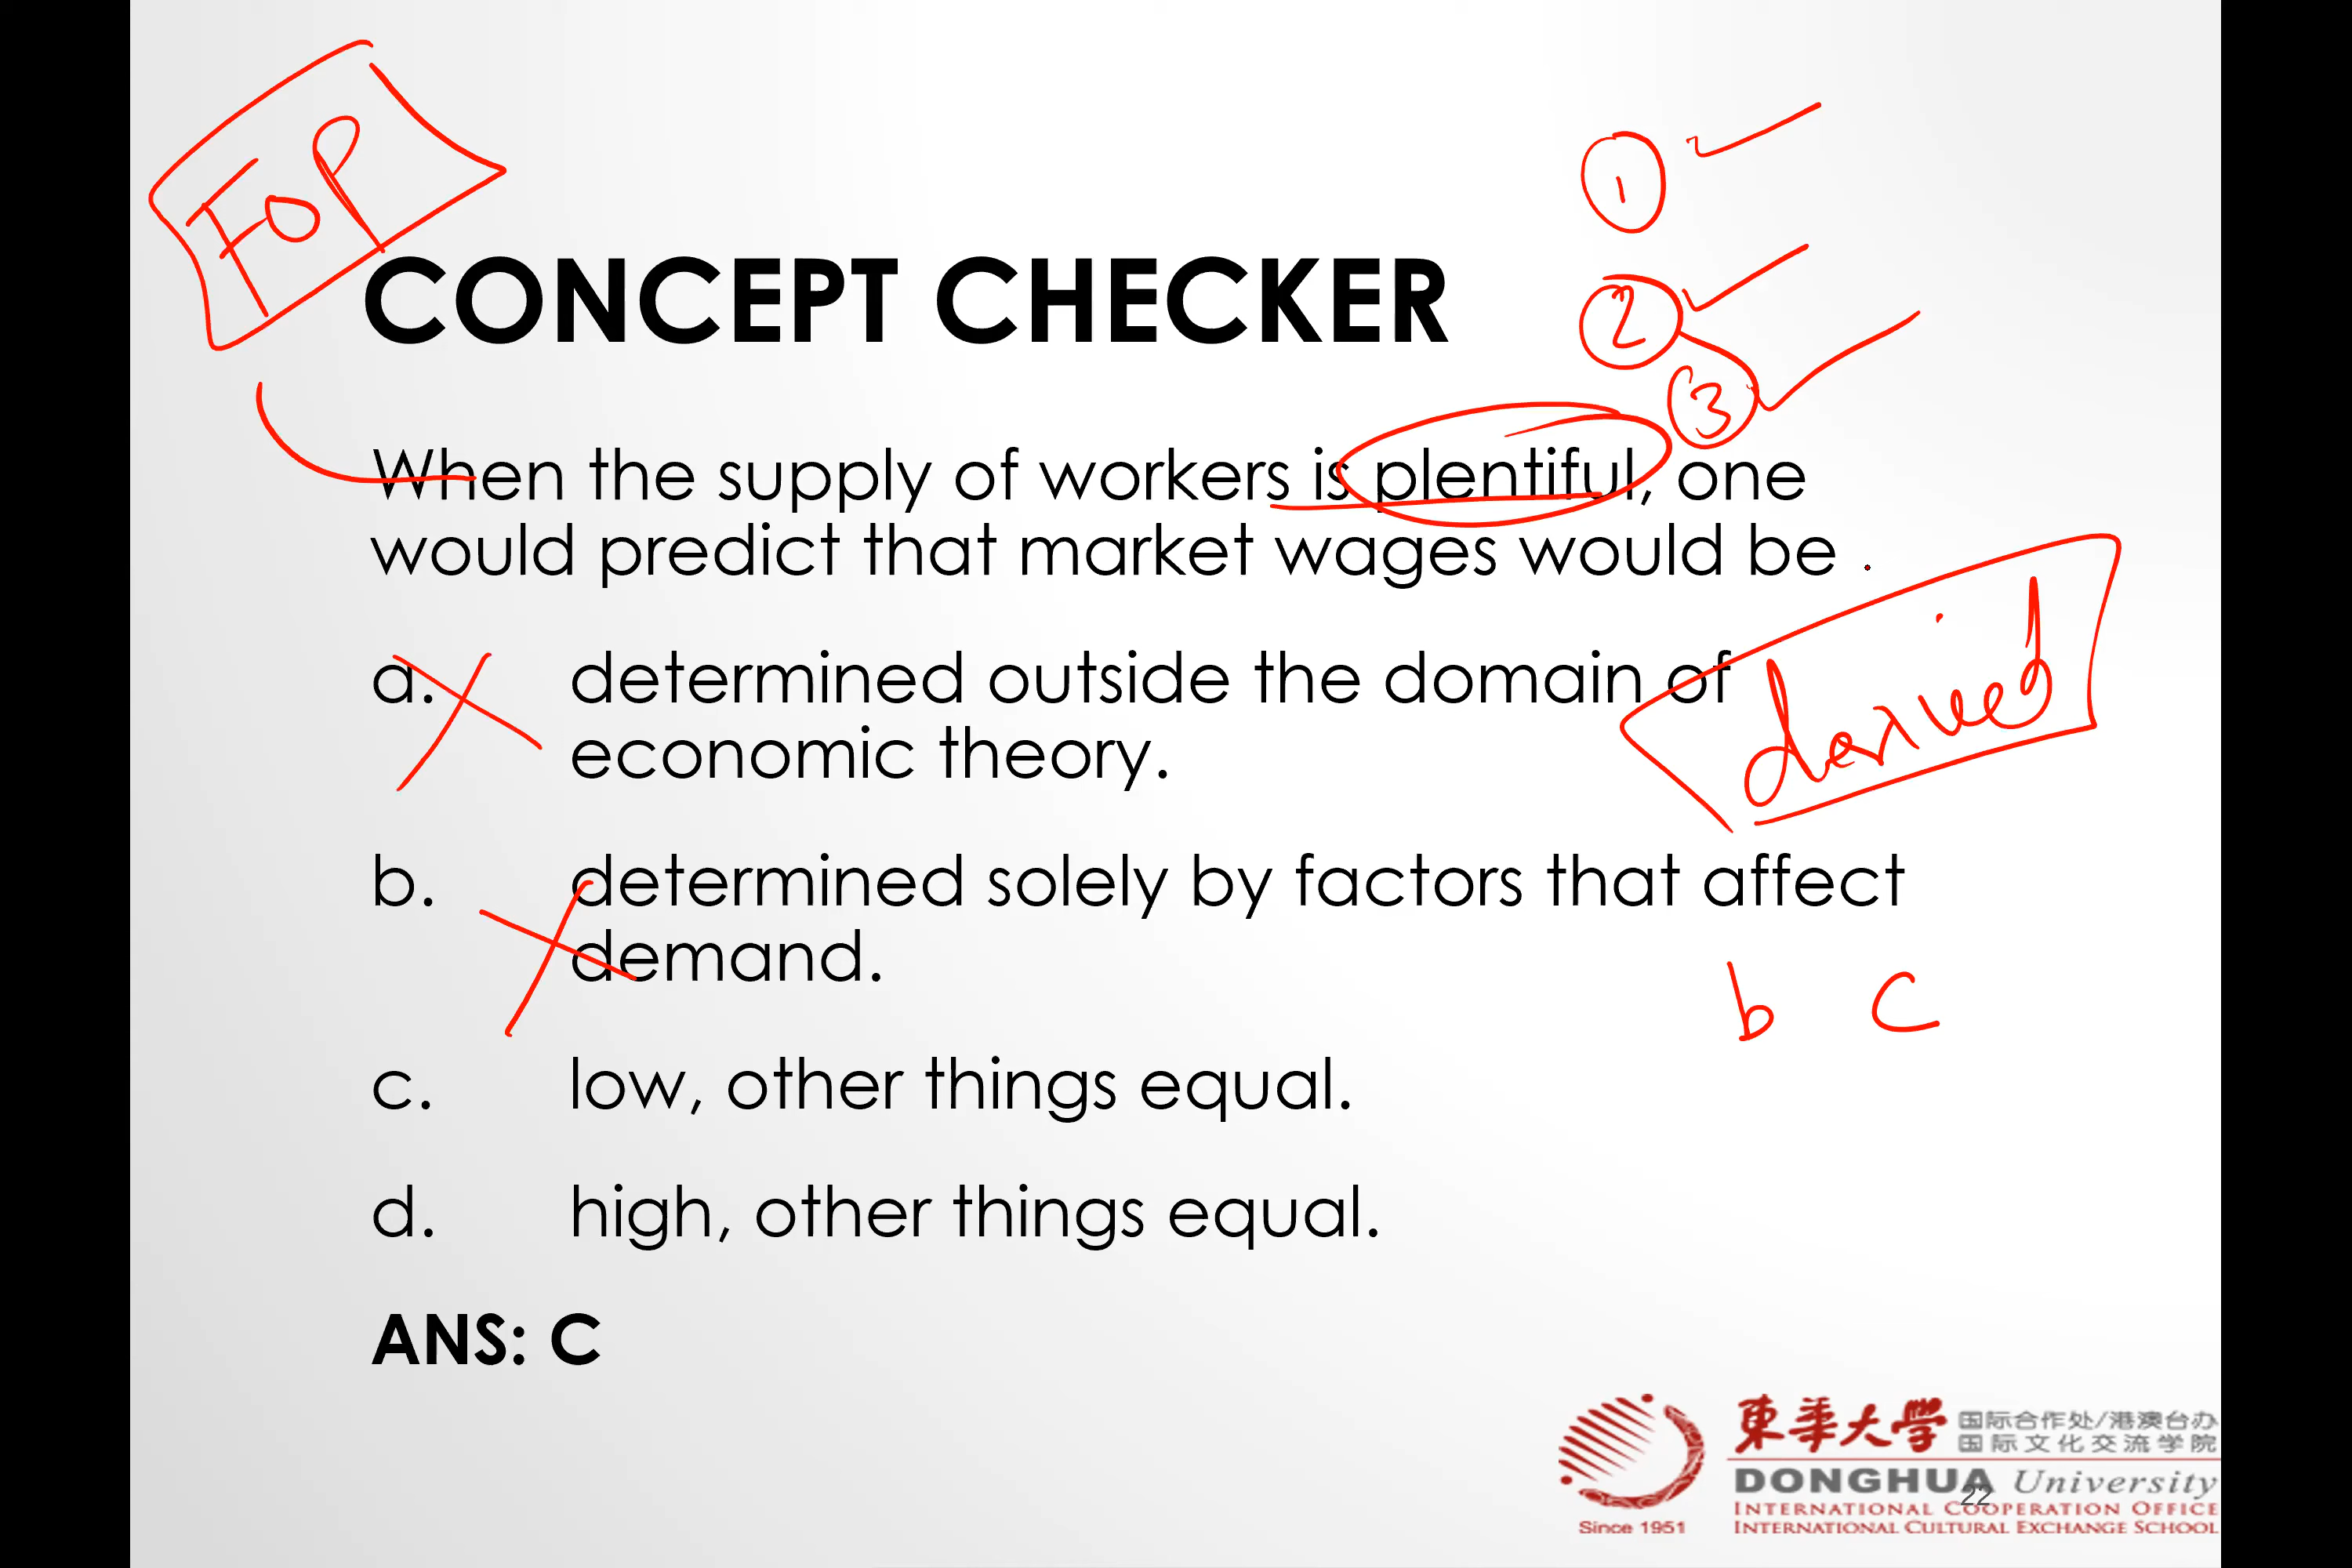 FOP
1
2
3
CONCEPT CHECKER
When the supply of workers is plentiful, one
would predict that market wages would be .
a. determined outside the domain of
economic theory.
derived
b. determined solely by factors that affect
demand.
b c
c. low, other things equal.
d. high, other things equal.
ANS: C
東華大學
国际合作处/港澳台办
国际文化交流学院
DONGHUA University
22
INTERNATIONAL COOPERATION OFFICE
INTERNATIONAL CULTURAL EXCHANGE SCHOOL
Since 1951